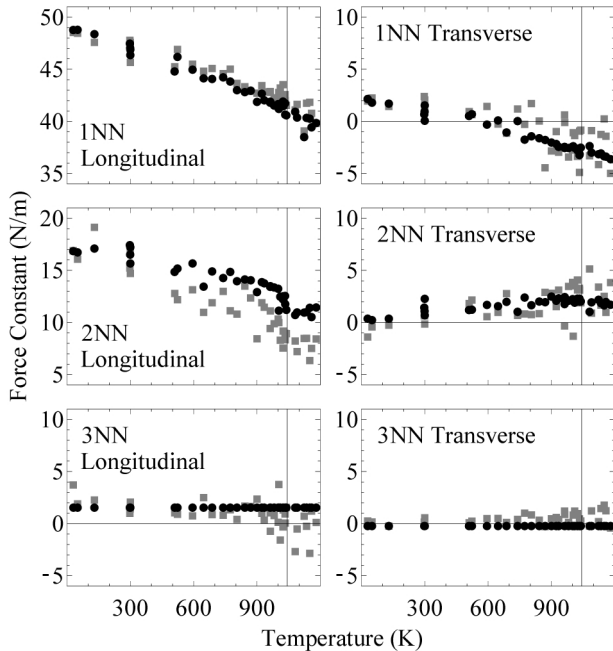 50
45
40
35
1NN
Longitudinal
10
5
0
−5
1NN Transverse
Force Constant (N/m)
20
15
10
5
2NN
Longitudinal
10
5
0
−5
2NN Transverse
10
5
0
−5
3NN
Longitudinal
10
5
0
−5
3NN Transverse
300 600 900
300 600 900
Temperature (K)